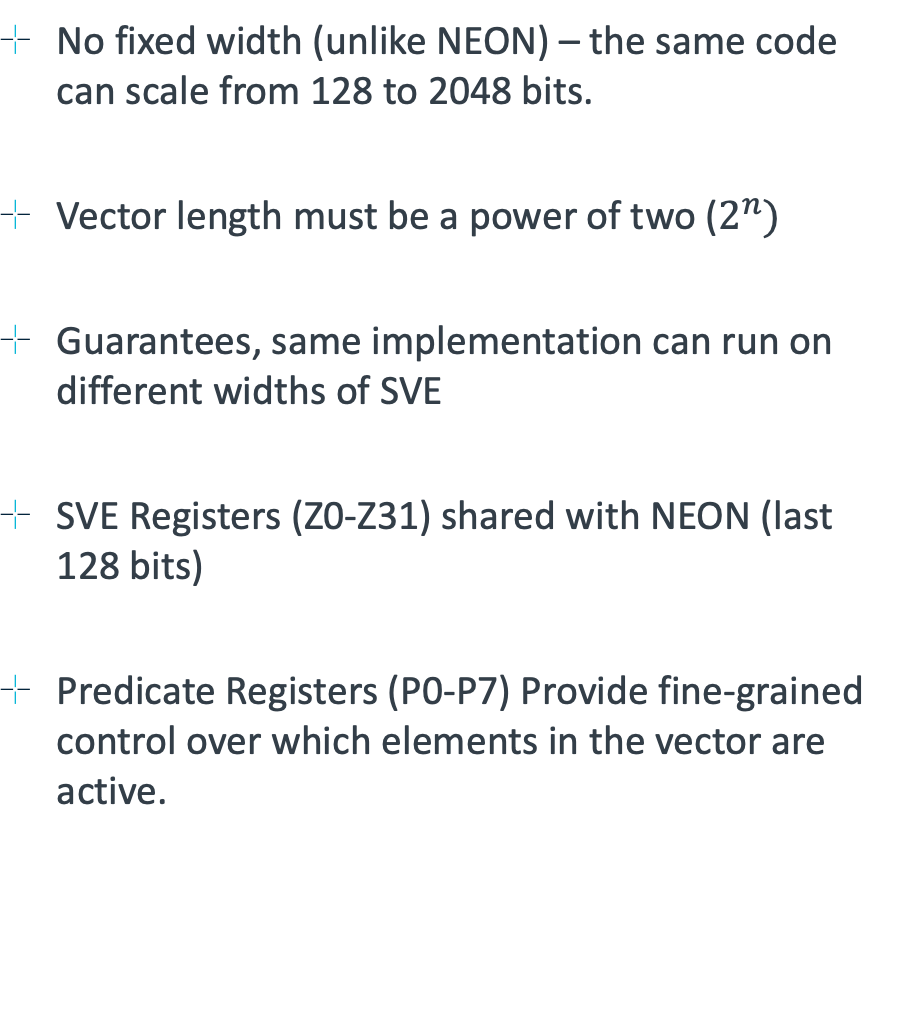 No fixed width (unlike NEON) – the same code
can scale from 128 to 2048 bits.
Vector length must be a power of two (2ⁿ)
Guarantees, same implementation can run on
different widths of SVE
SVE Registers (Z0-Z31) shared with NEON (last
128 bits)
Predicate Registers (P0-P7) Provide fine-grained
control over which elements in the vector are
active.